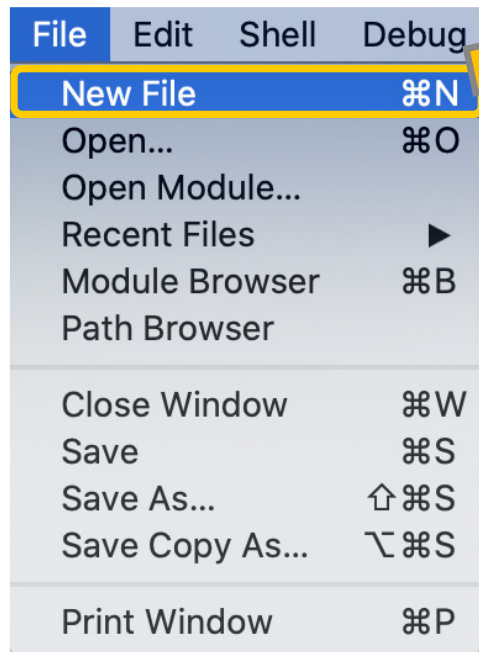 File Edit Shell Debug
New File ⌘N
Open... ⌘O
Open Module...
Recent Files ▶
Module Browser ⌘B
Path Browser
Close Window ⌘W
Save ⌘S
Save As... ⇧⌘S
Save Copy As... ⌥⌘S
Print Window ⌘P